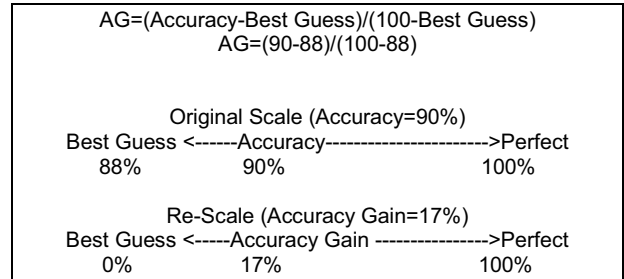 AG=(Accuracy-Best Guess)/(100-Best Guess)
AG=(90-88)/(100-88)
Original Scale (Accuracy=90%)
Best Guess <------Accuracy------------------------>Perfect
88% 90% 100%
Re-Scale (Accuracy Gain=17%)
Best Guess <-----Accuracy Gain ---------------->Perfect
0% 17% 100%